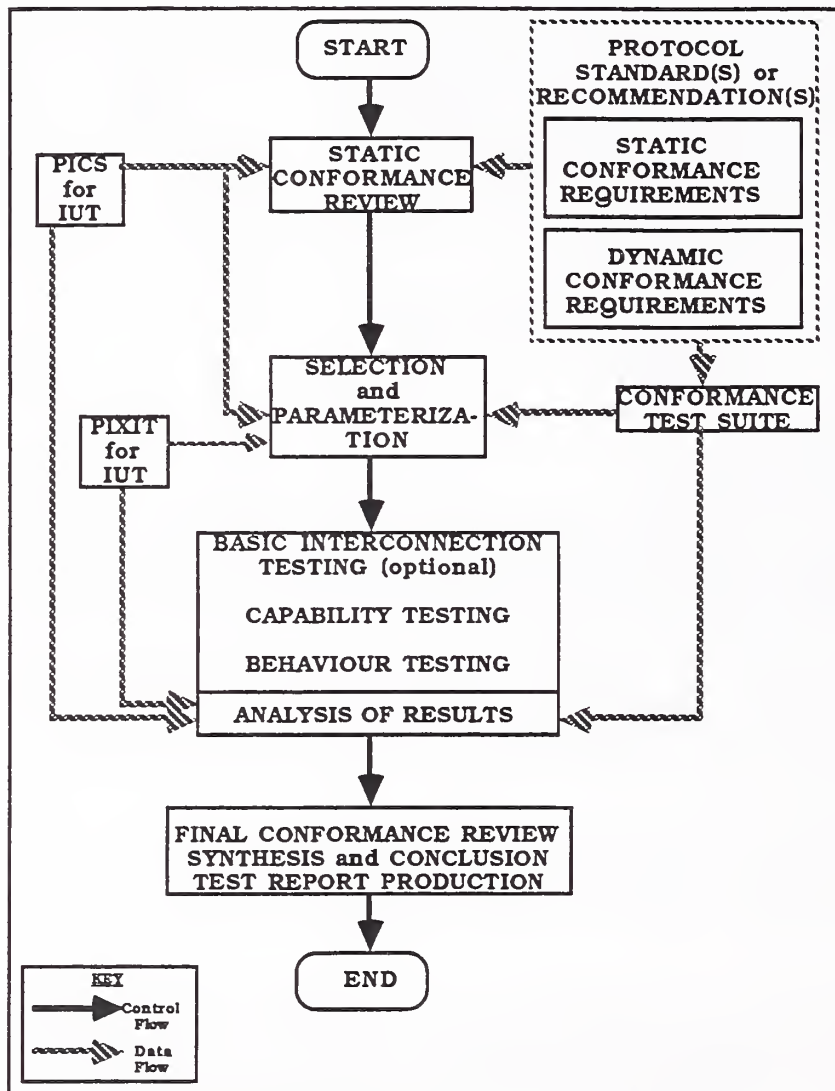 START
PROTOCOL
STANDARD(S) or
RECOMMENDATION(S)
STATIC
CONFORMANCE
REQUIREMENTS
DYNAMIC
CONFORMANCE
REQUIREMENTS
PICS
for
IUT
STATIC
CONFORMANCE
REVIEW
SELECTION
and
PARAMETERIZA-
TION
CONFORMANCE
TEST SUITE
PIXIT
for
IUT
BASIC INTERCONNECTION
TESTING (optional)
CAPABILITY TESTING
BEHAVIOUR TESTING
ANALYSIS OF RESULTS
FINAL CONFORMANCE REVIEW
SYNTHESIS and CONCLUSION
TEST REPORT PRODUCTION
END
KEY
Control
Flow
Data
Flow